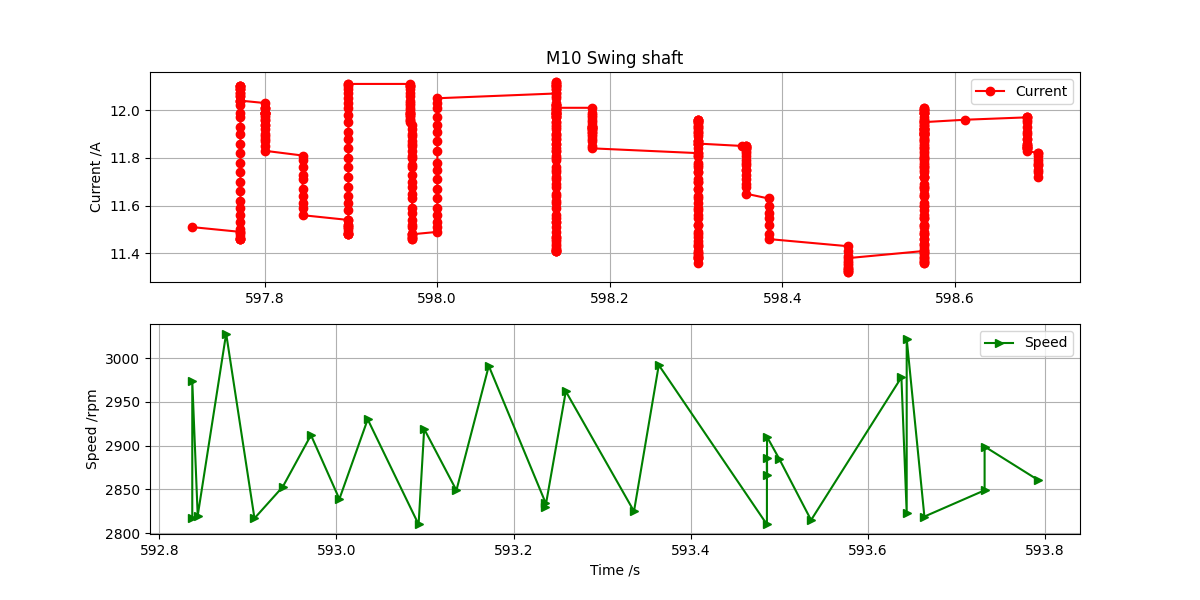 M10 Swing shaft
Current /A
12.0
11.8
11.6
11.4
Current
597.8 598.0 598.2 598.4 598.6
Speed /rpm
3000
2950
2900
2850
2800
Speed
592.8 593.0 593.2 593.4 593.6 593.8
Time /s